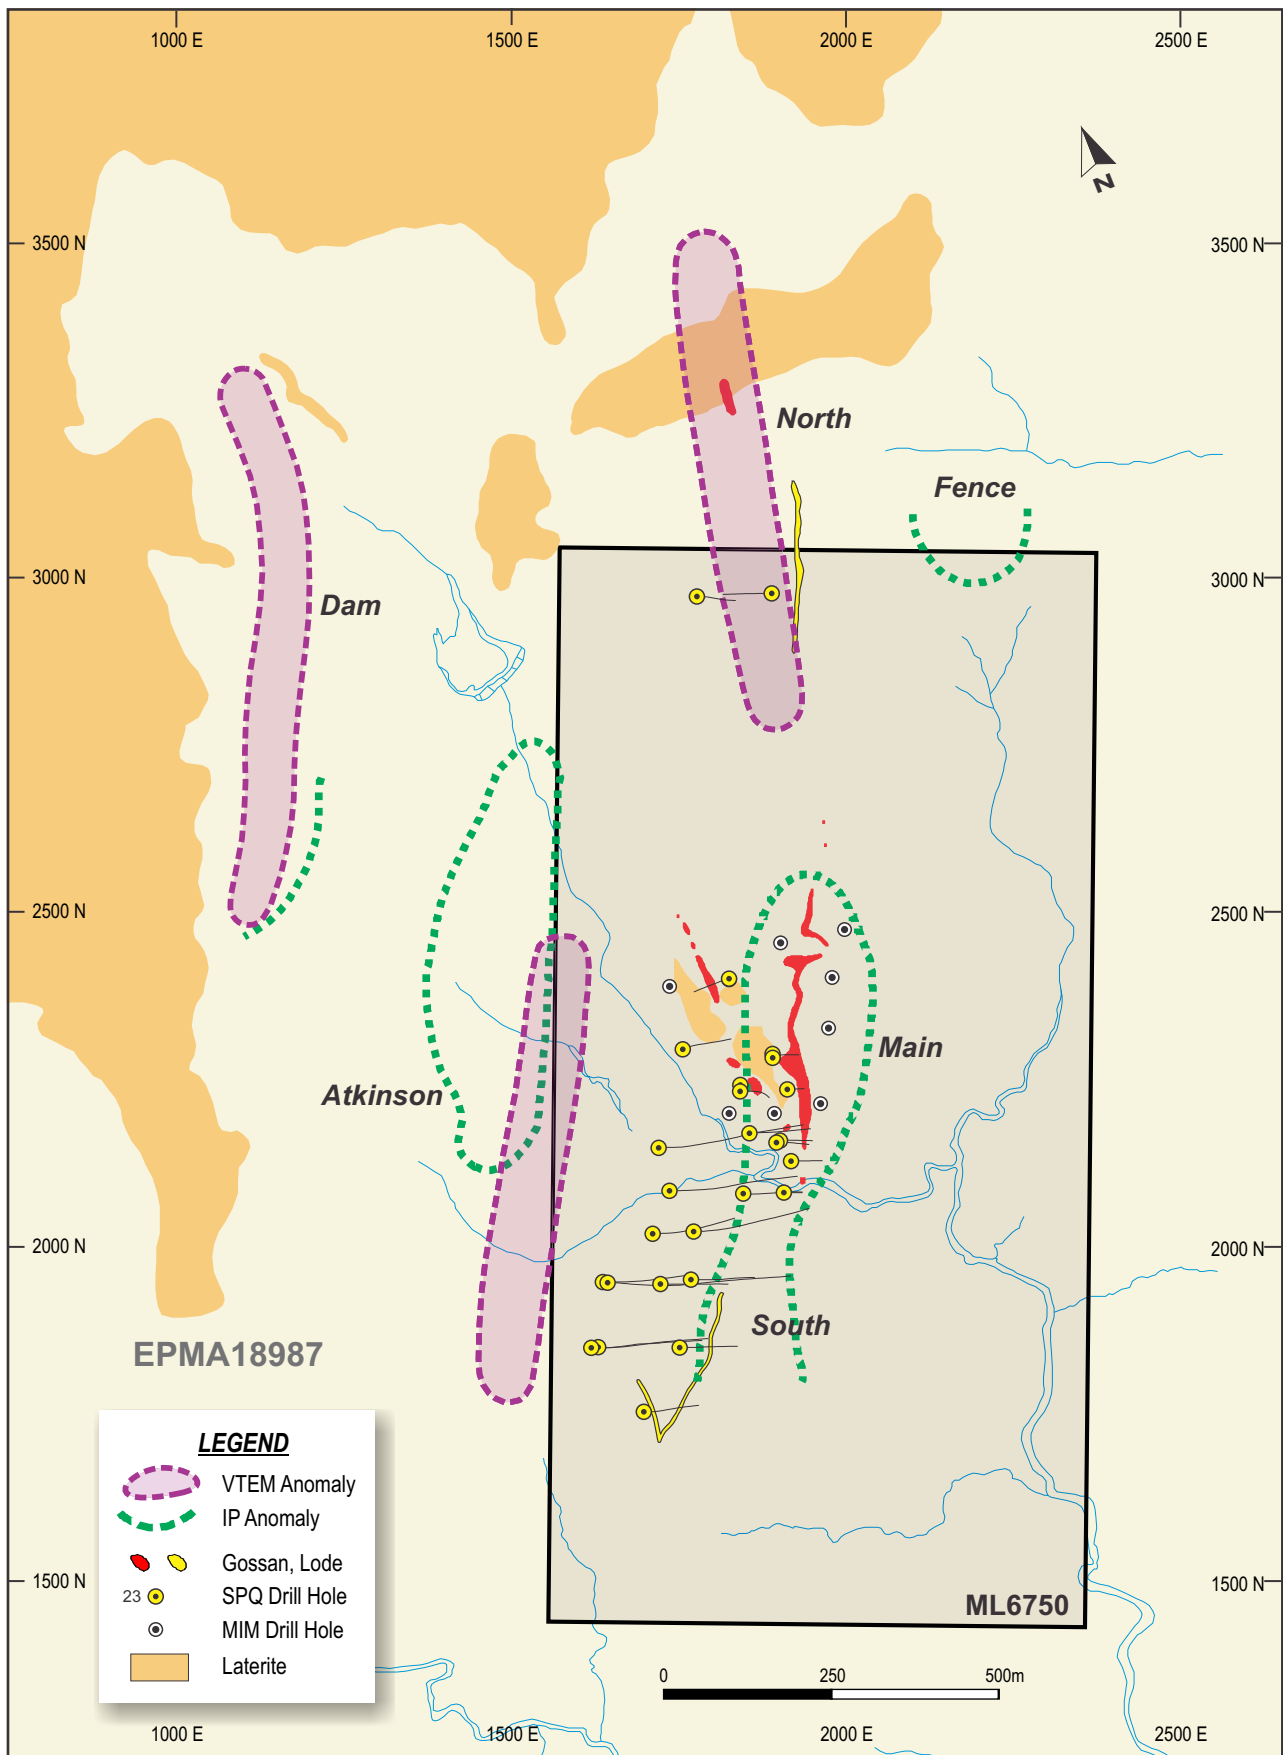 1000 E
1500 E
2000 E
2500 E
N
3500 N
3500 N
North
Fence
3000 N
3000 N
Dam
2500 N
2500 N
Main
Atkinson
2000 N
2000 N
South
EPMA18987
LEGEND
VTEM Anomaly
IP Anomaly
Gossan, Lode
23 SPQ Drill Hole
MIM Drill Hole
Laterite
1500 N
1500 N
ML6750
0 250 500m
1000 E
1500 E
2000 E
2500 E